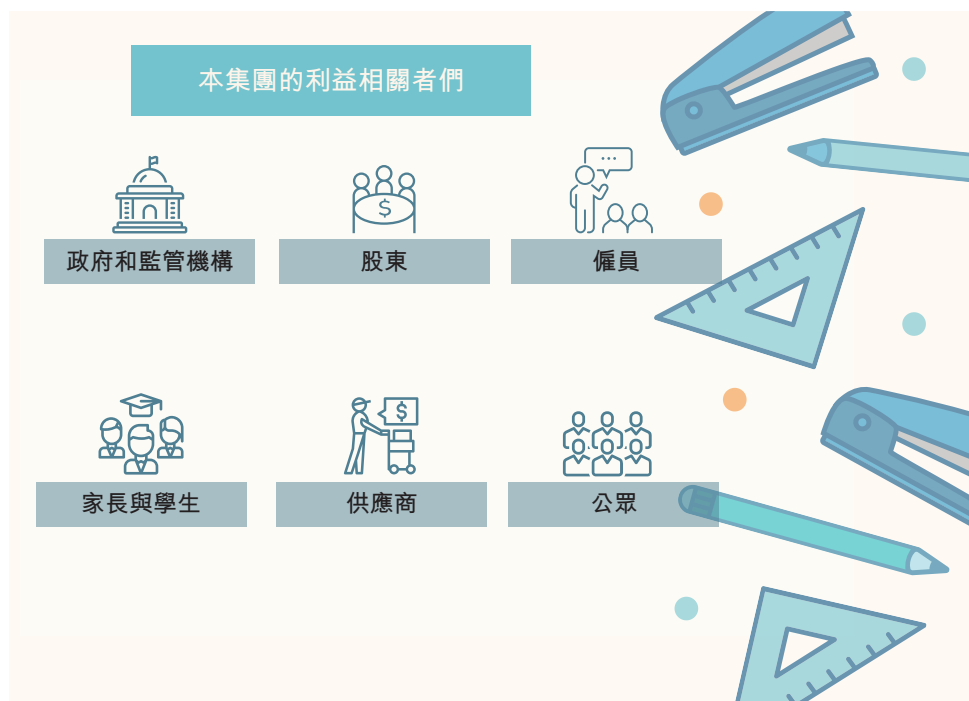 本集團的利益相關者們
政府和監管機構
股東
僱員
家長與學生
供應商
公眾